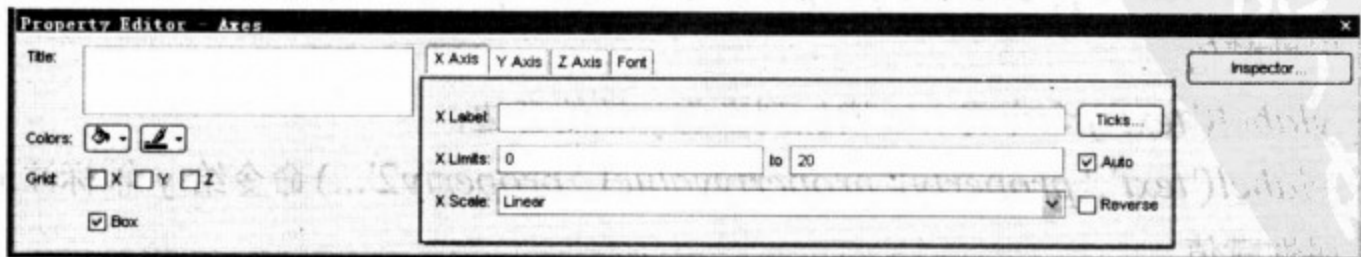 Property Editor - Axes
Title:
X Axis Y Axis Z Axis Font
Inspector...
X Label:
Ticks...
Colors:
X Limits: 0 to 20
Auto
Grid: X Y Z
X Scale: Linear
Reverse
Box